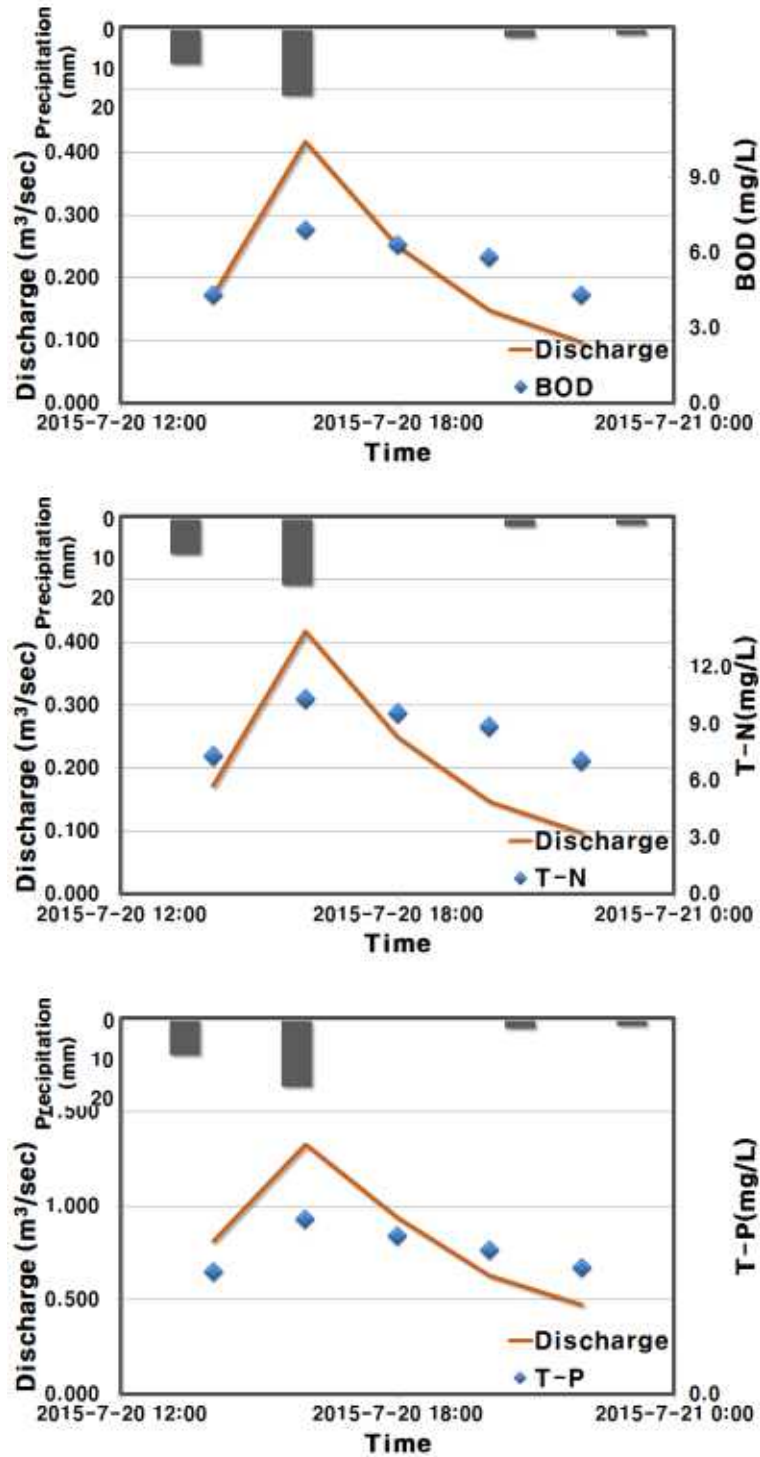 Precipitation
(mm)
0
10
20
Discharge (m³/sec)
0.400
0.300
0.200
0.100
0.000
BOD (mg/L)
9.0
6.0
3.0
0.0
Discharge
BOD
2015-7-20 12:00 2015-7-20 18:00 2015-7-21 0:00
Time
Precipitation
(mm)
0
10
20
Discharge (m³/sec)
0.400
0.300
0.200
0.100
0.000
T-N(mg/L)
12.0
9.0
6.0
3.0
0.0
Discharge
T-N
2015-7-20 12:00 2015-7-20 18:00 2015-7-21 0:00
Time
Precipitation
(mm)
0
10
20
Discharge (m³/sec)
1.500
1.000
0.500
0.000
T-P(mg/L)
0.0
Discharge
T-P
2015-7-20 12:00 2015-7-20 18:00 2015-7-21 0:00
Time